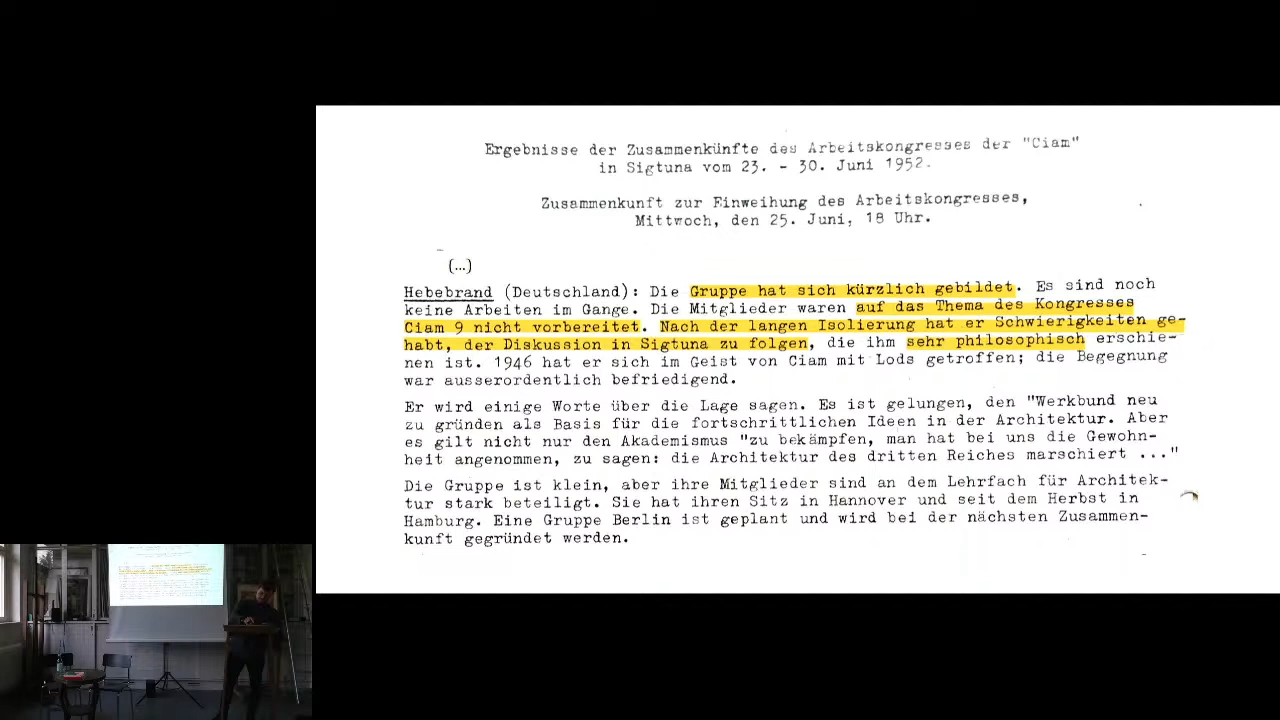 Ergebnisse der Zusammenkünfte des Arbeitskongresses der "Ciam"
in Sigtuna vom 23. - 30. Juni 1952.
Zusammenkunft zur Einweihung des Arbeitskongresses,
Mittwoch, den 25. Juni, 18 Uhr.
(...)
Hebebrand (Deutschland): Die Gruppe hat sich kürzlich gebildet. Es sind noch
keine Arbeiten im Gange. Die Mitglieder waren auf das Thema des Kongresses
Ciam 9 nicht vorbereitet. Nach der langen Isolierung hat er Schwierigkeiten ge-
habt, der Diskussion in Sigtuna zu folgen, die ihm sehr philosophisch erschie-
nen ist. 1946 hat er sich im Geist von Ciam mit Lods getroffen; die Begegnung
war ausserordentlich befriedigend.
Er wird einige Worte über die Lage sagen. Es ist gelungen, den "Werkbund neu
zu gründen als Basis für die fortschrittlichen Ideen in der Architektur. Aber
es gilt nicht nur den Akademismus "zu bekämpfen, man hat bei uns die Gewohn-
heit angenommen, zu sagen: die Architektur des dritten Reiches marschiert ..."
Die Gruppe ist klein, aber ihre Mitglieder sind an dem Lehrfach für Architek-
tur stark beteiligt. Sie hat ihren Sitz in Hannover und seit dem Herbst in
Hamburg. Eine Gruppe Berlin ist geplant und wird bei der nächsten Zusammen-
kunft gegründet werden.